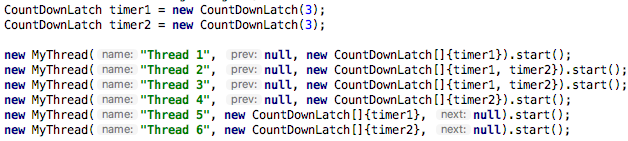 CountDownLatch timer1 = new CountDownLatch(3);
CountDownLatch timer2 = new CountDownLatch(3);
new MyThread( name: "Thread 1", prev: null, new CountDownLatch[]{timer1}).start();
new MyThread( name: "Thread 2", prev: null, new CountDownLatch[]{timer1, timer2}).start();
new MyThread( name: "Thread 3", prev: null, new CountDownLatch[]{timer1, timer2}).start();
new MyThread( name: "Thread 4", prev: null, new CountDownLatch[]{timer2}).start();
new MyThread( name: "Thread 5", new CountDownLatch[]{timer1}, next: null).start();
new MyThread( name: "Thread 6", new CountDownLatch[]{timer2}, next: null).start();